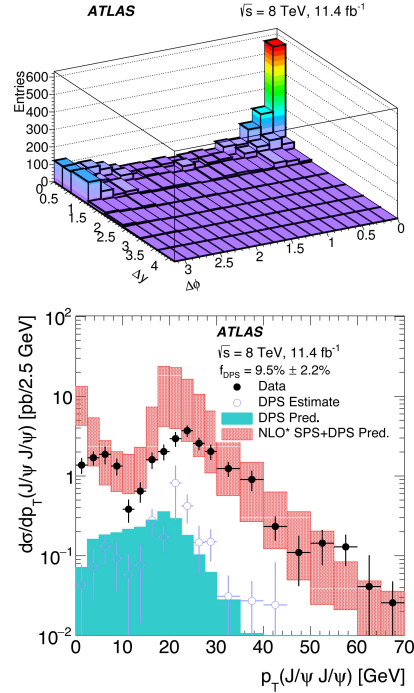 ATLAS
√s = 8 TeV, 11.4 fb⁻¹
Entries
600
500
400
300
200
100
0
0
0.5
1
1.5
2
2.5
3
3.5
4
Δy
3
2.5
2
1.5
1
0.5
0
Δϕ
ATLAS
√s = 8 TeV, 11.4 fb⁻¹
f_DPS = 9.5% ± 2.2%
Data
DPS Estimate
DPS Pred.
NLO* SPS+DPS Pred.
dσ/dp_T(J/ψ J/ψ) [pb/2.5 GeV]
10²
10
1
10⁻¹
10⁻²
0 10 20 30 40 50 60 70
p_T(J/ψ J/ψ) [GeV]